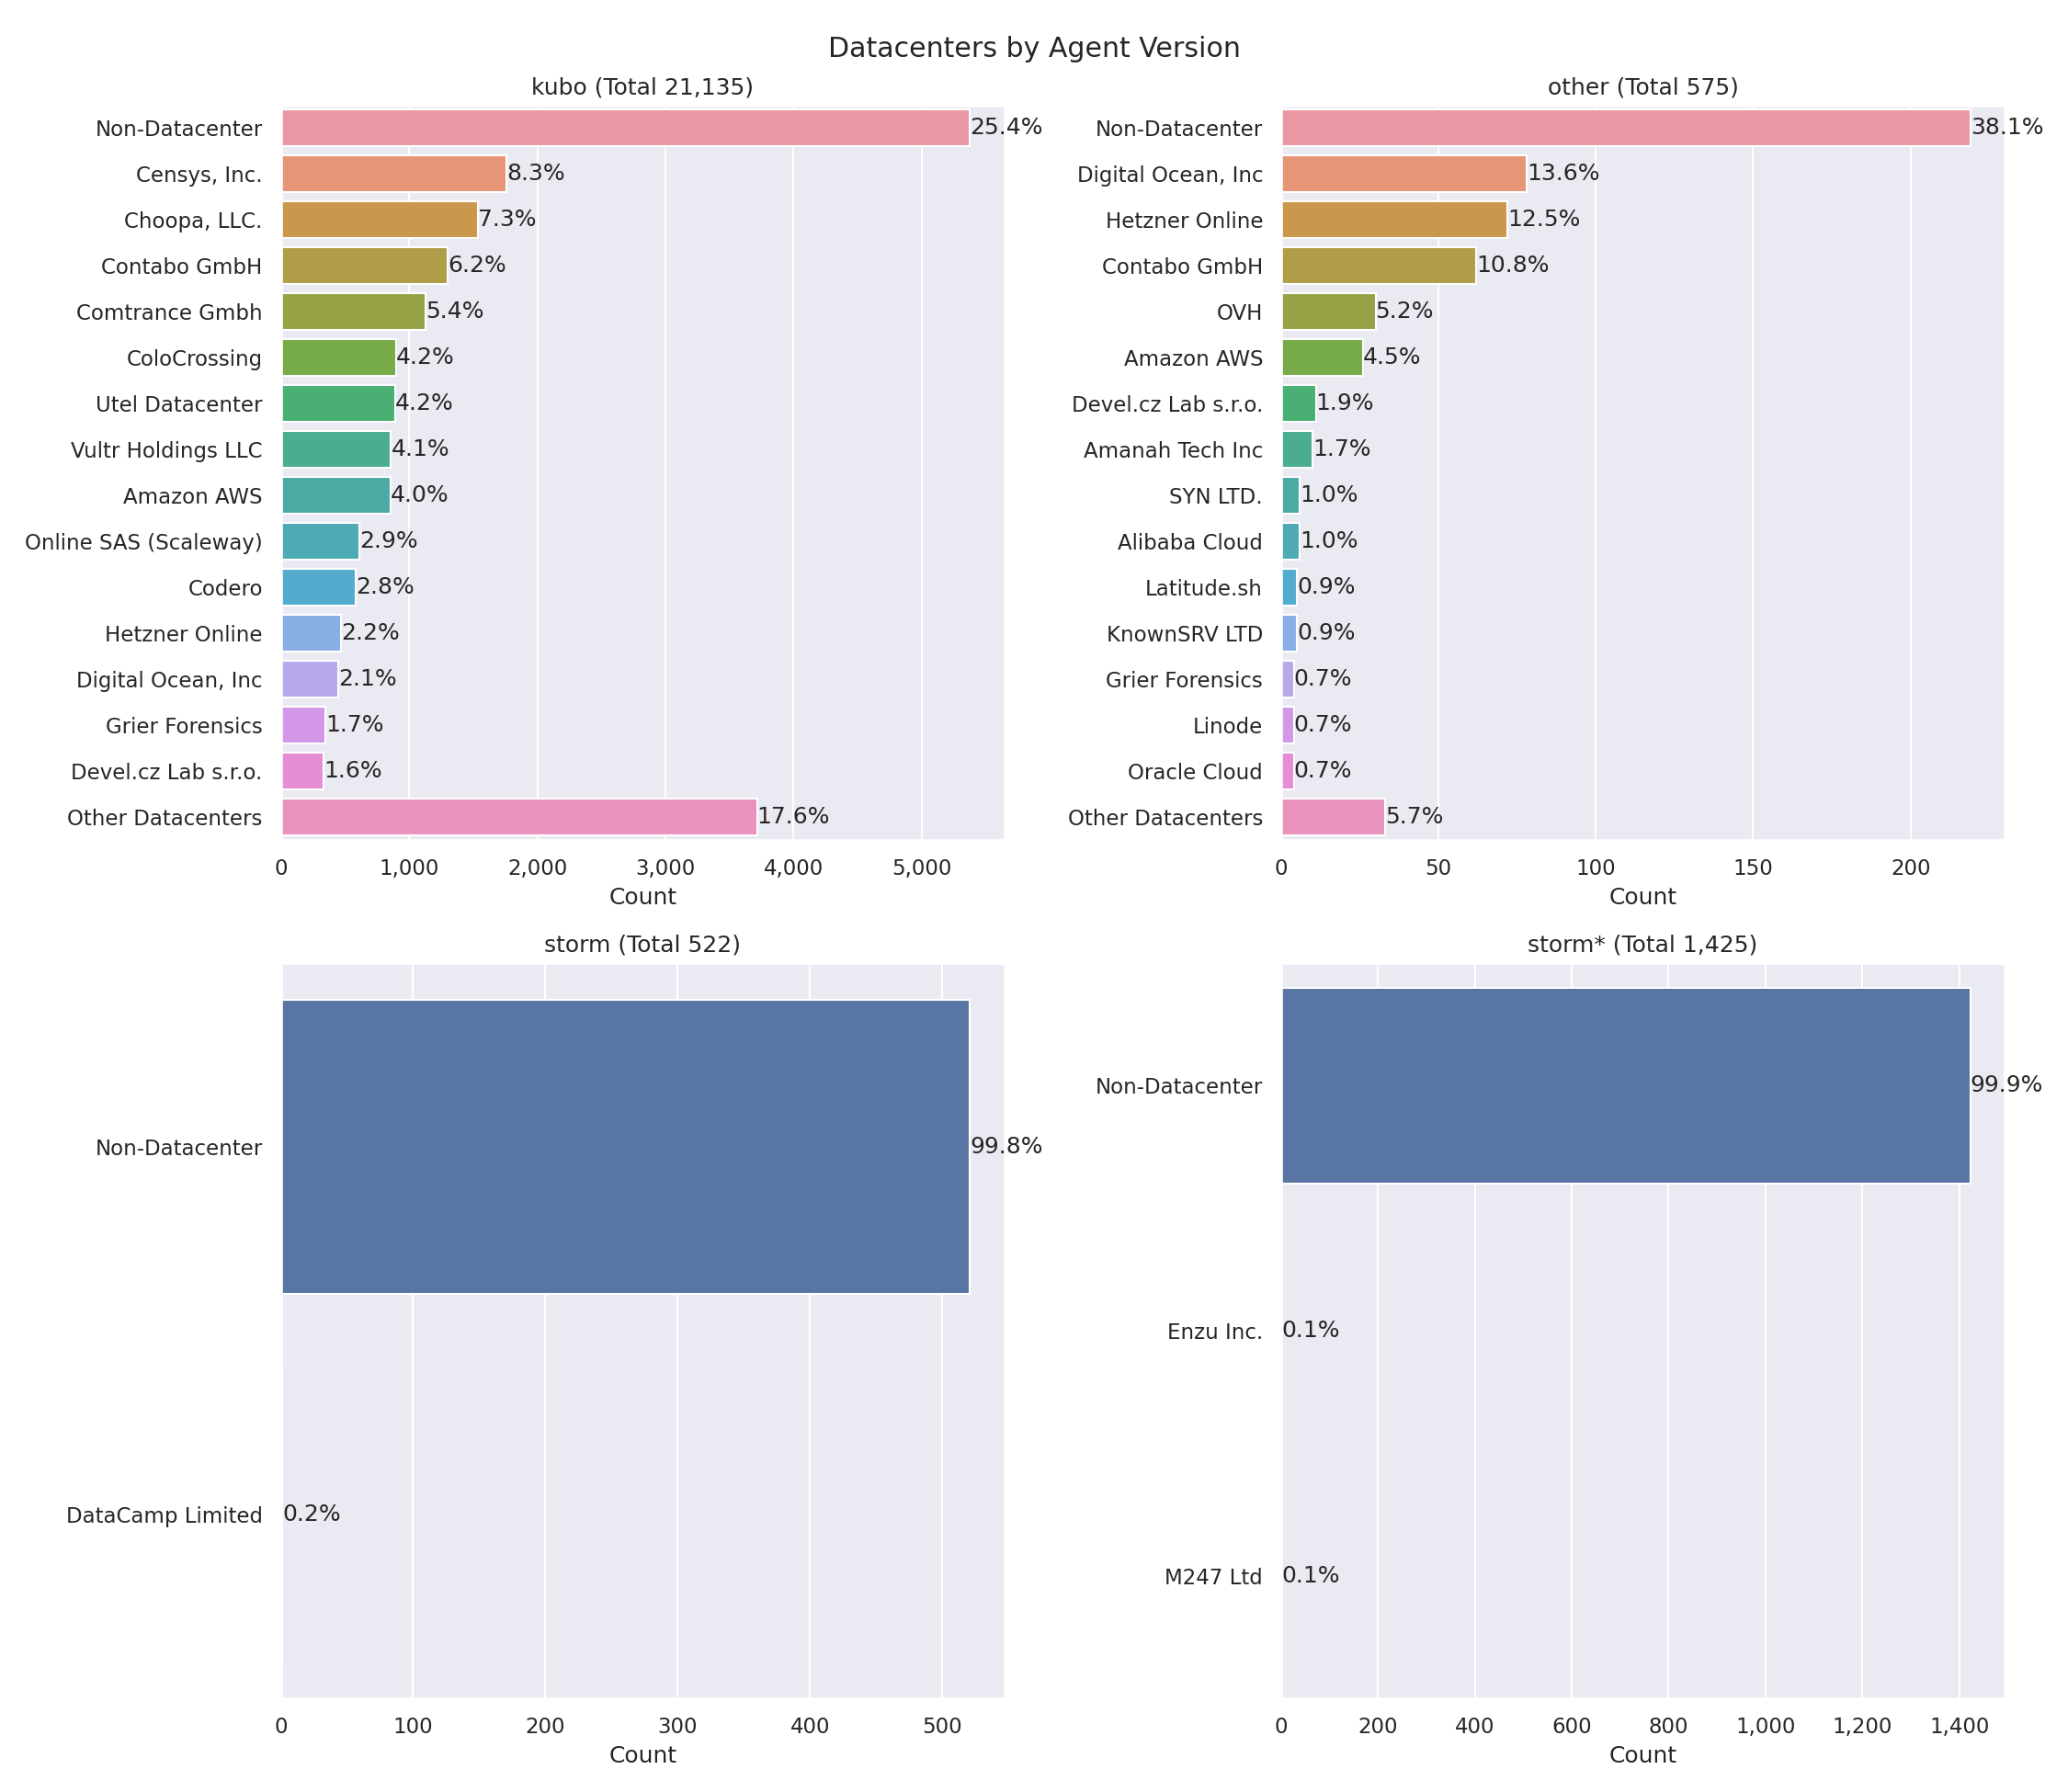 Datacenters by Agent Version
kubo (Total 21,135)
Non-Datacenter 25.4%
Censys, Inc. 8.3%
Choopa, LLC. 7.3%
Contabo GmbH 6.2%
Comtrance Gmbh 5.4%
ColoCrossing 4.2%
Utel Datacenter 4.2%
Vultr Holdings LLC 4.1%
Amazon AWS 4.0%
Online SAS (Scaleway) 2.9%
Codero 2.8%
Hetzner Online 2.2%
Digital Ocean, Inc 2.1%
Grier Forensics 1.7%
Devel.cz Lab s.r.o. 1.6%
Other Datacenters 17.6%
0 1,000 2,000 3,000 4,000 5,000
Count
other (Total 575)
Non-Datacenter 38.1%
Digital Ocean, Inc 13.6%
Hetzner Online 12.5%
Contabo GmbH 10.8%
OVH 5.2%
Amazon AWS 4.5%
Devel.cz Lab s.r.o. 1.9%
Amanah Tech Inc 1.7%
SYN LTD. 1.0%
Alibaba Cloud 1.0%
Latitude.sh 0.9%
KnownSRV LTD 0.9%
Grier Forensics 0.7%
Linode 0.7%
Oracle Cloud 0.7%
Other Datacenters 5.7%
0 50 100 150 200
Count
storm (Total 522)
Non-Datacenter 99.8%
DataCamp Limited 0.2%
0 100 200 300 400 500
Count
storm* (Total 1,425)
Non-Datacenter 99.9%
Enzu Inc. 0.1%
M247 Ltd 0.1%
0 200 400 600 800 1,000 1,200 1,400
Count